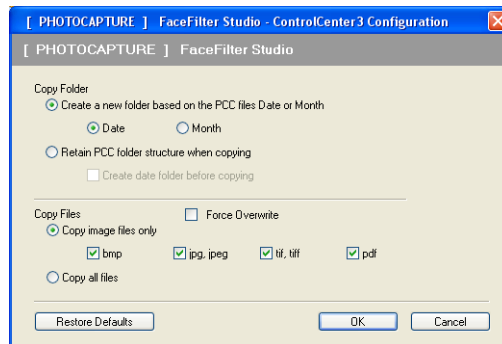 [ PHOTOCAPTURE ] FaceFilter Studio - ControlCenter3 Configuration
[ PHOTOCAPTURE ] FaceFilter Studio
Copy Folder
Create a new folder based on the PCC files Date or Month
Date Month
Retain PCC folder structure when copying
Create date folder before copying
Copy Files Force Overwrite
Copy image files only
bmp jpg, jpeg tif, tiff pdf
Copy all files
Restore Defaults OK Cancel